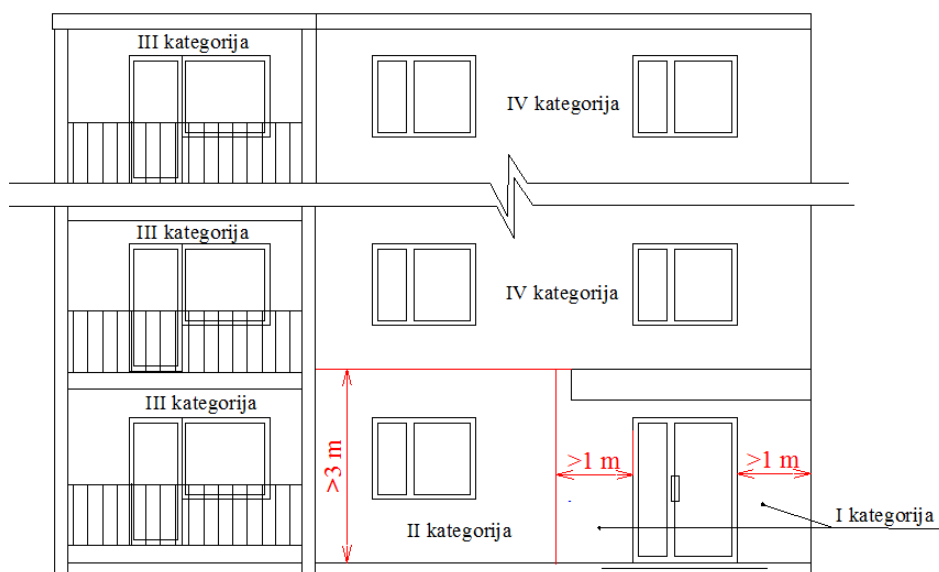 III kategorija
IV kategorija
III kategorija
IV kategorija
III kategorija
>3 m
>1 m
>1 m
II kategorija
I kategorija